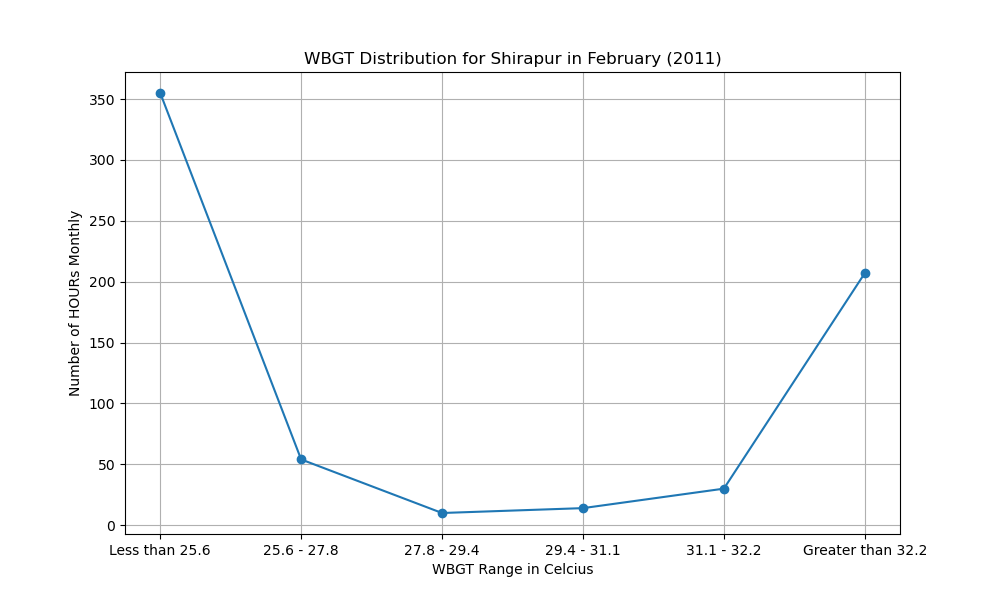 WBGT Distribution for Shirapur in February (2011)
Number of HOURs Monthly
350
300
250
200
150
100
50
0
Less than 25.6
25.6 - 27.8
27.8 - 29.4
29.4 - 31.1
31.1 - 32.2
Greater than 32.2
WBGT Range in Celcius